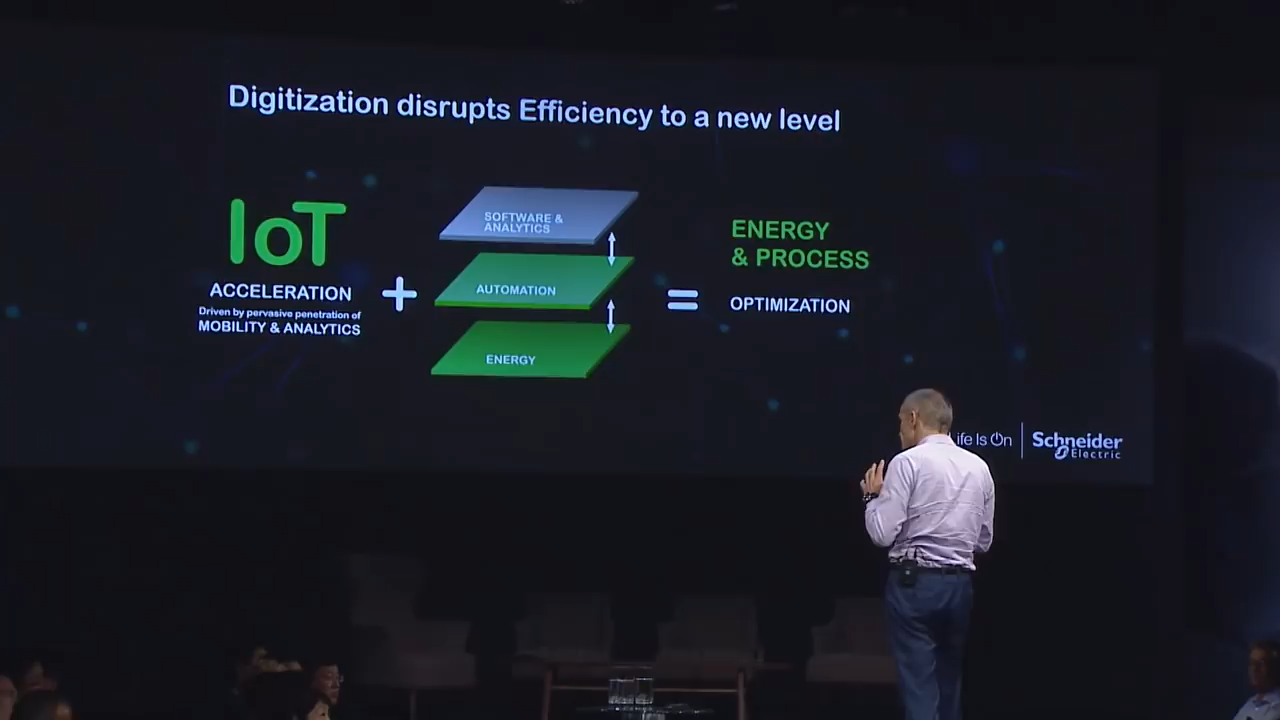 Digitization disrupts Efficiency to a new level
IoT
ACCELERATION
Driven by pervasive penetration of
MOBILITY & ANALYTICS
+
SOFTWARE &
ANALYTICS
AUTOMATION
ENERGY
=
ENERGY
& PROCESS
OPTIMIZATION
ife Is On
Schneider
Electric